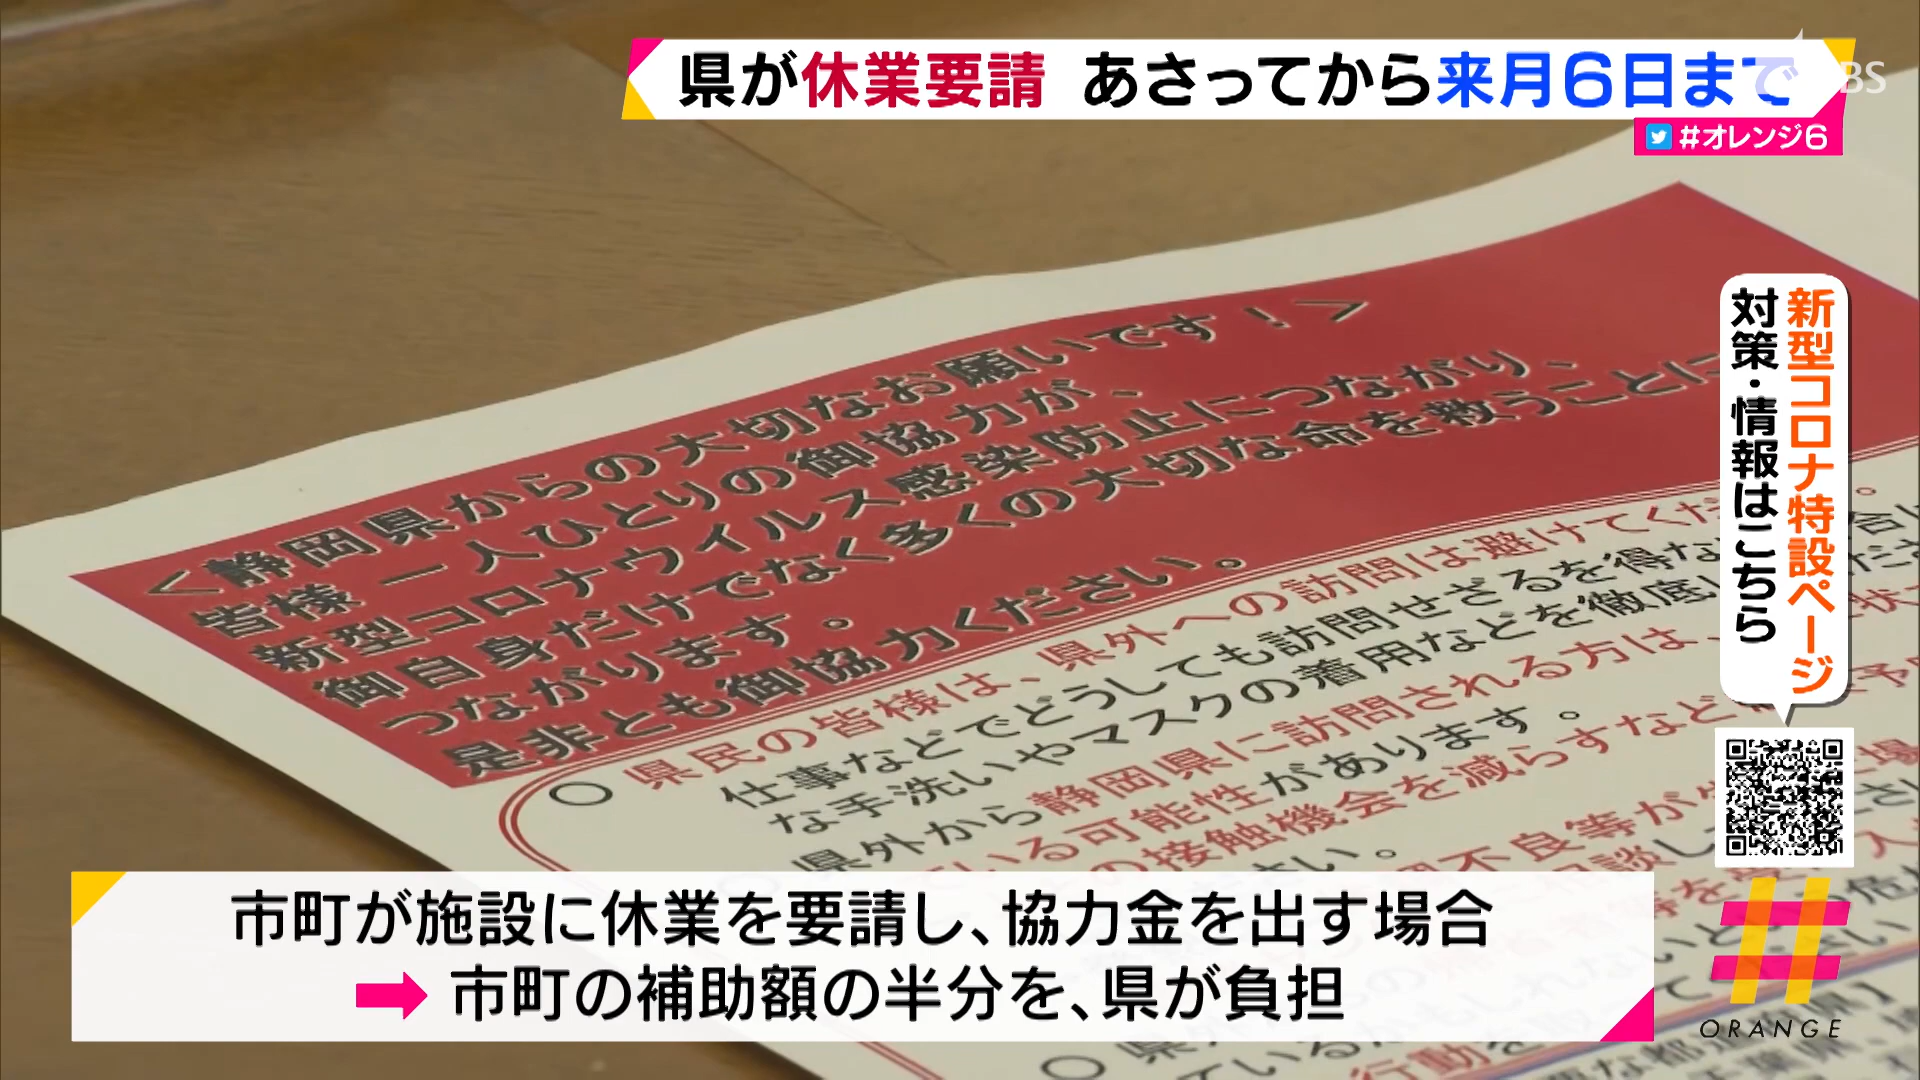 県が休業要請 あさってから来月6日まで
#オレンジ6
新型コロナ特設ページ
対策・情報はこちら
＜静岡県からの大切なお願いです！＞
皆様一人ひとりの御協力が、
新型コロナウイルス感染防止につながり、
御自身だけでなく多くの大切な命を救うことに
つながります。
是非とも御協力ください。
○ 県民の皆様は、県外への訪問は避けてくだ
仕事などでどうしても訪問せざるを得な
な手洗いやマスクの着用などを徹底
県外から静岡県に訪問される方は、
いる可能性があります。
の接触機会を減らすなど
不良等が
市町が施設に休業を要請し、協力金を出す場合
➡ 市町の補助額の半分を、県が負担
行動
ORANGE